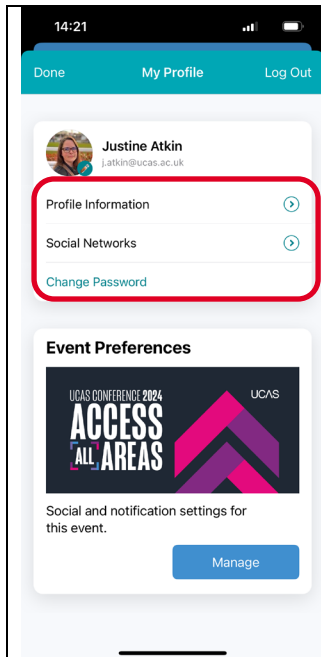 14:21
Done My Profile Log Out
Justine Atkin
j.atkin@ucas.ac.uk
Profile Information
Social Networks
Change Password
Event Preferences
UCAS CONFERENCE 2024
UCAS
ACCESS
ALL AREAS
Social and notification settings for
this event.
Manage